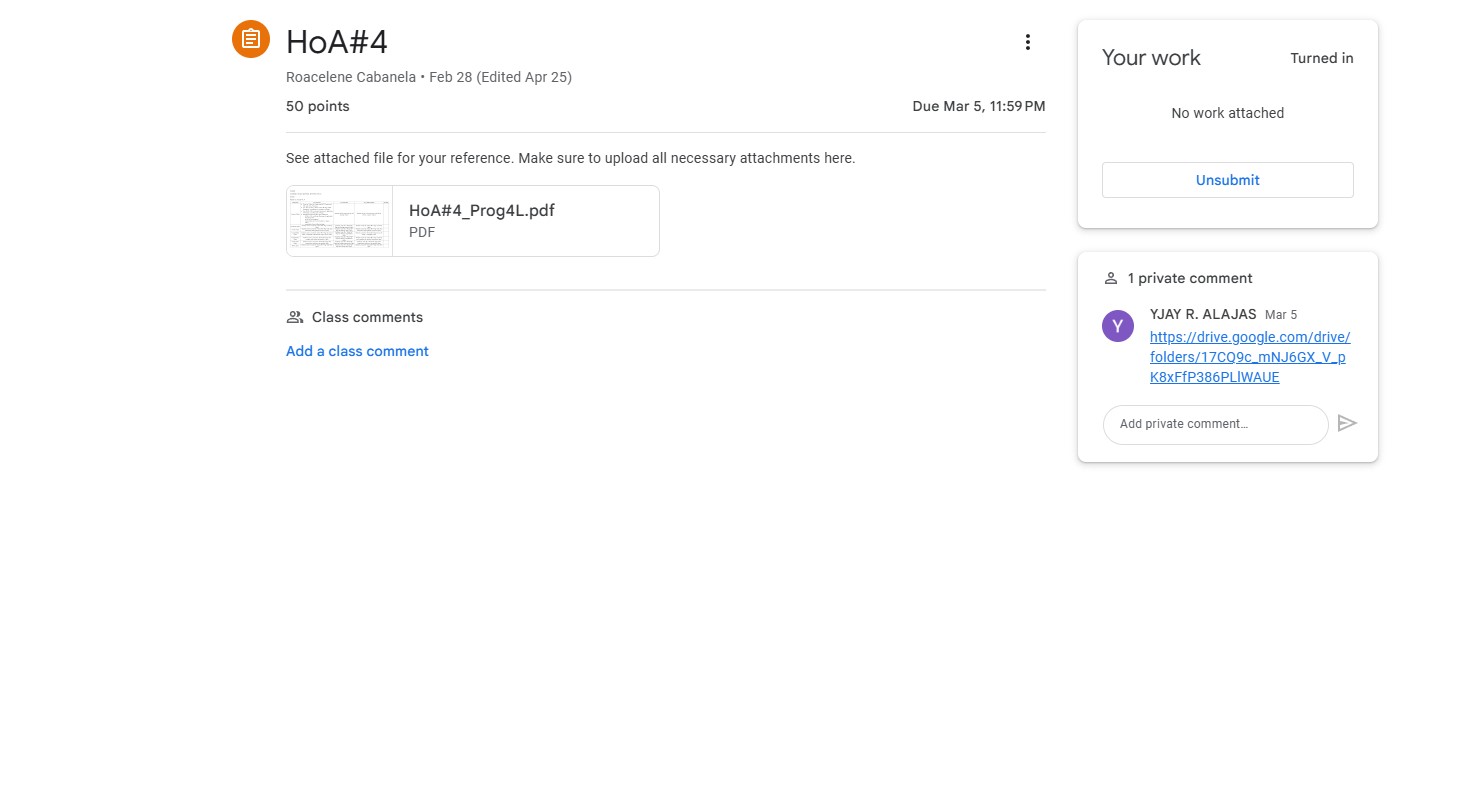 HoA#4
Roacelene Cabanela • Feb 28 (Edited Apr 25)
50 points
Due Mar 5, 11:59 PM
See attached file for your reference. Make sure to upload all necessary attachments here.
HoA#4_Prog4L.pdf
PDF
Class comments
Add a class comment
Your work
Turned in
No work attached
Unsubmit
1 private comment
YJAY R. ALAJAS Mar 5
https://drive.google.com/drive/
folders/17CQ9c_mNJ6GX_V_p
K8xFfP386PLlWAUE
Y
Add private comment…